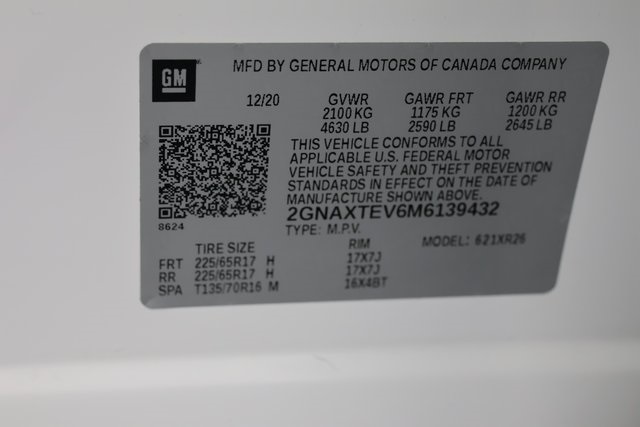 GM
MFD BY GENERAL MOTORS OF CANADA COMPANY
12/20 GVWR GAWR FRT GAWR RR
2100 KG 1175 KG 1200 KG
4630 LB 2590 LB 2645 LB
THIS VEHICLE CONFORMS TO ALL
APPLICABLE U.S. FEDERAL MOTOR
VEHICLE SAFETY AND THEFT PREVENTION
STANDARDS IN EFFECT ON THE DATE OF
MANUFACTURE SHOWN ABOVE.
2GNAXTEV6M6139432
8624
TYPE: M.P.V. MODEL: 621XR26
TIRE SIZE RIM
FRT 225/65R17 H 17X7J
RR 225/65R17 H 17X7J
SPA T135/70R16 M 16X4BT